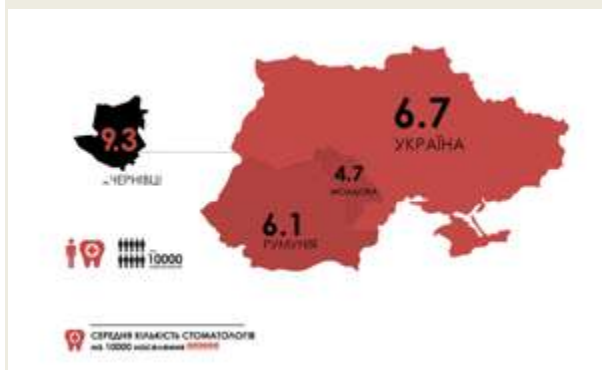 9.3
ЧЕРНІВЦІ
6.7
УКРАЇНА
4.7
МОЛДОВА
6.1
РУМУНІЯ
10000
СЕРЕДНЯ КІЛЬКІСТЬ СТОМАТОЛОГІВ
на 10000 населення